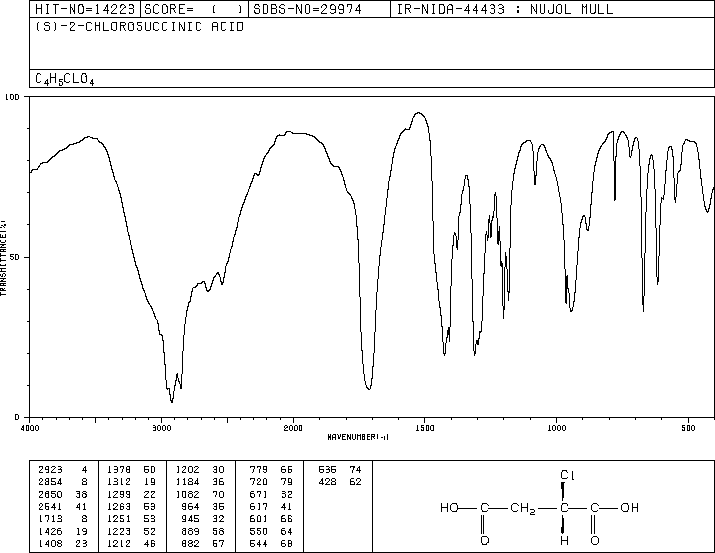 HIT-NO=14223 SCORE= ( ) SDBS-NO=29974 IR-NIDA-44433 : NUJOL MULL
(S)-2-CHLOROSUCCINIC ACID
C4H5CLO4
100
50
0
TRANSMITTANCE(%)
4000 3000 2000 1500 1000 500
WAVENUMBER(-1)
2923 4 1378 50 1202 30 779 66 636 74
2854 8 1312 19 1184 36 720 79 428 62
2650 38 1299 22 1082 70 671 32
2541 41 1263 53 964 36 617 41
1713 8 1251 53 945 32 601 66
1426 19 1223 52 889 58 550 64
1408 23 1212 46 882 57 544 68
Cl
HO—C—CH2—C—C—OH
O H O